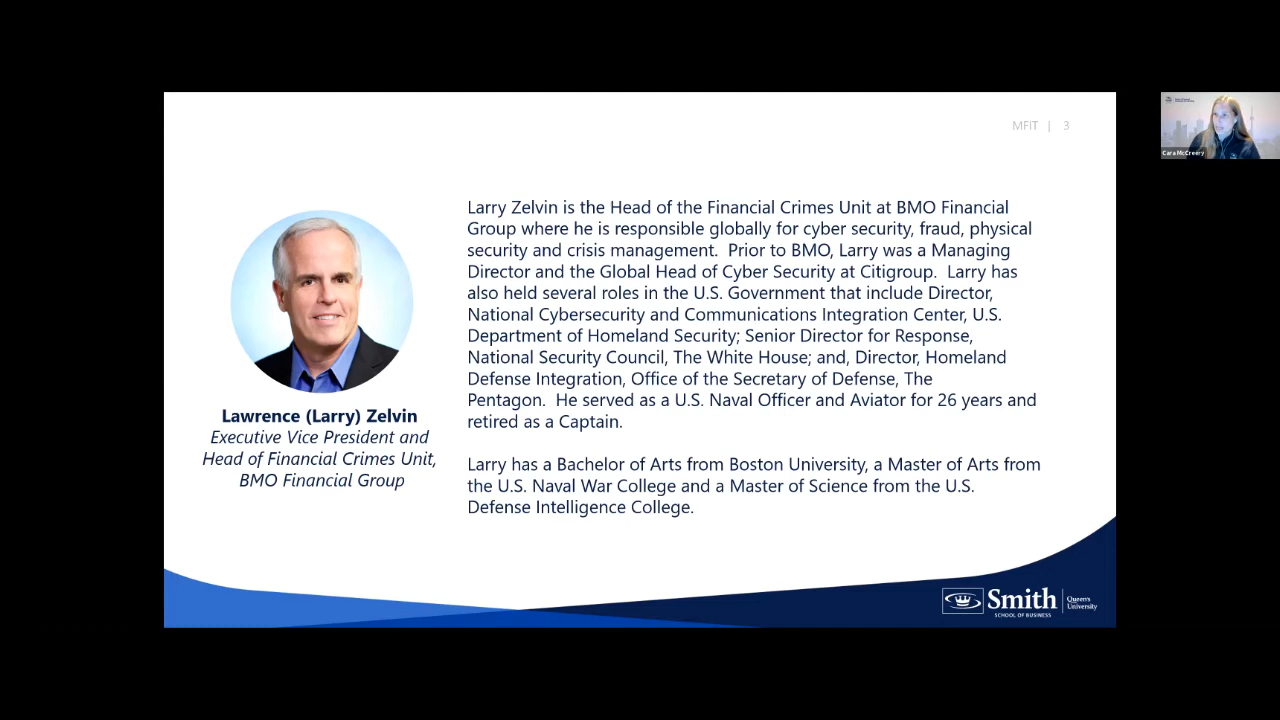 MFIT | 3
Larry Zelvin is the Head of the Financial Crimes Unit at BMO Financial
Group where he is responsible globally for cyber security, fraud, physical
security and crisis management.  Prior to BMO, Larry was a Managing
Director and the Global Head of Cyber Security at Citigroup.  Larry has
also held several roles in the U.S. Government that include Director,
National Cybersecurity and Communications Integration Center, U.S.
Department of Homeland Security; Senior Director for Response,
National Security Council, The White House; and, Director, Homeland
Defense Integration, Office of the Secretary of Defense, The
Pentagon.  He served as a U.S. Naval Officer and Aviator for 26 years and
retired as a Captain.
Larry has a Bachelor of Arts from Boston University, a Master of Arts from
the U.S. Naval War College and a Master of Science from the U.S.
Defense Intelligence College.
Lawrence (Larry) Zelvin
Executive Vice President and
Head of Financial Crimes Unit,
BMO Financial Group
Smith
SCHOOL OF BUSINESS
Queen's
University
Cara McCreery